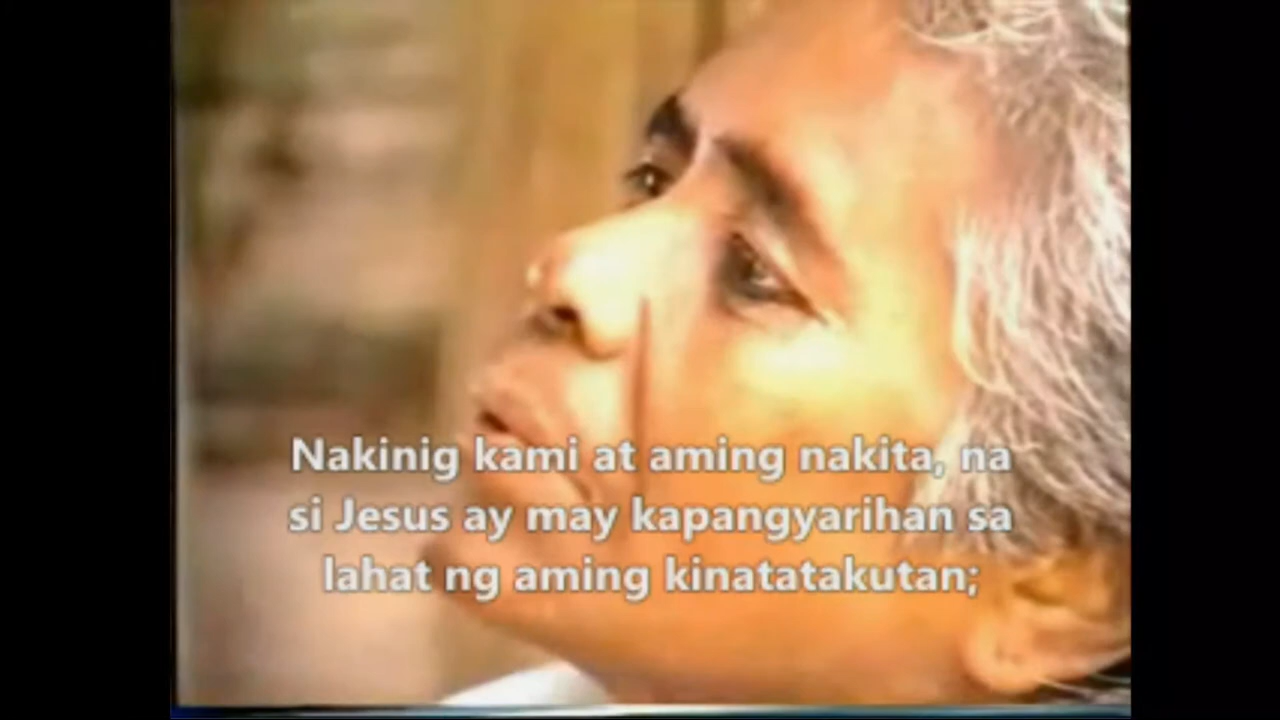 Nakinig kami at aming nakita, na
si Jesus ay may kapangyarihan sa
lahat ng aming kinatatakutan;